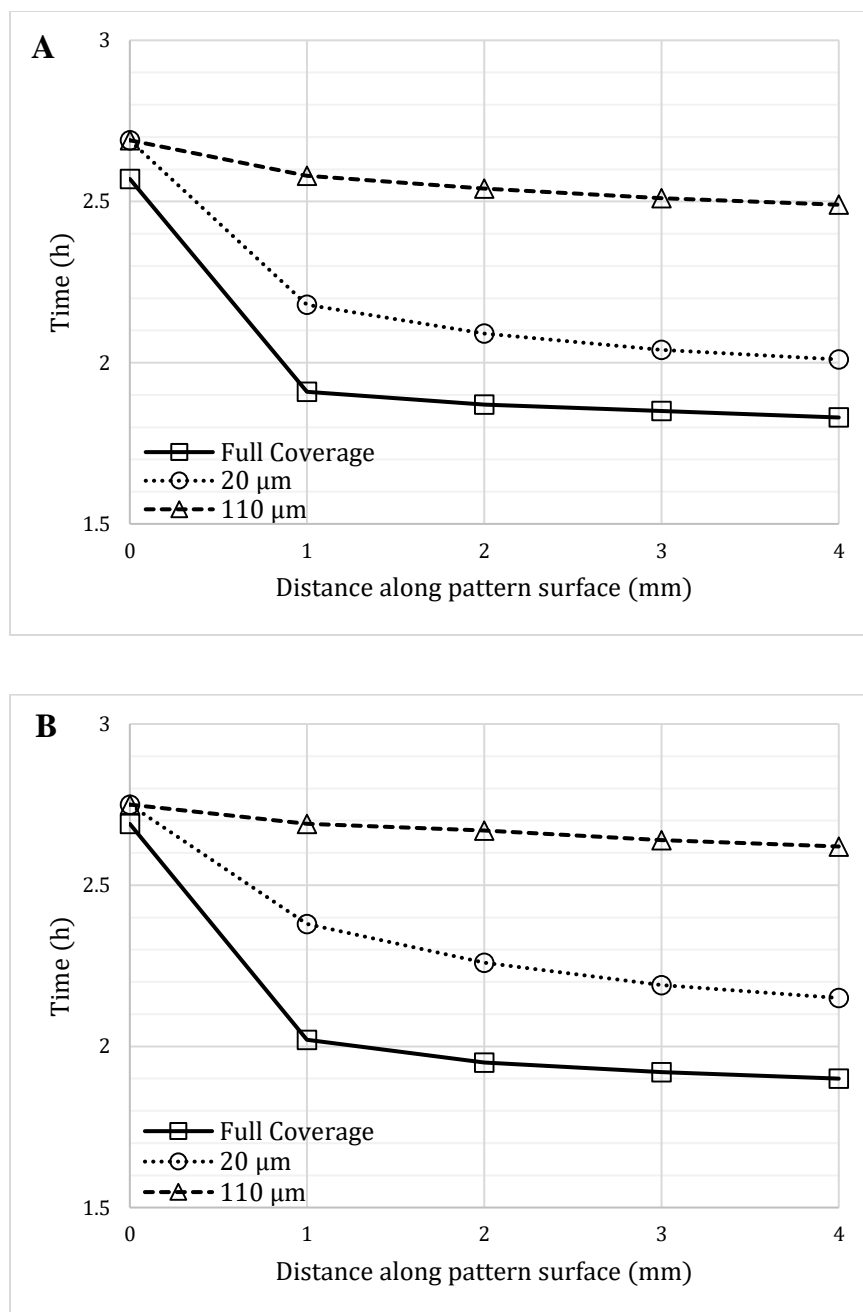 A
3
2.5
2
1.5
Time (h)
Full Coverage
20 µm
110 µm
0 1 2 3 4
Distance along pattern surface (mm)
B
3
2.5
2
1.5
Time (h)
Full Coverage
20 µm
110 µm
0 1 2 3 4
Distance along pattern surface (mm)